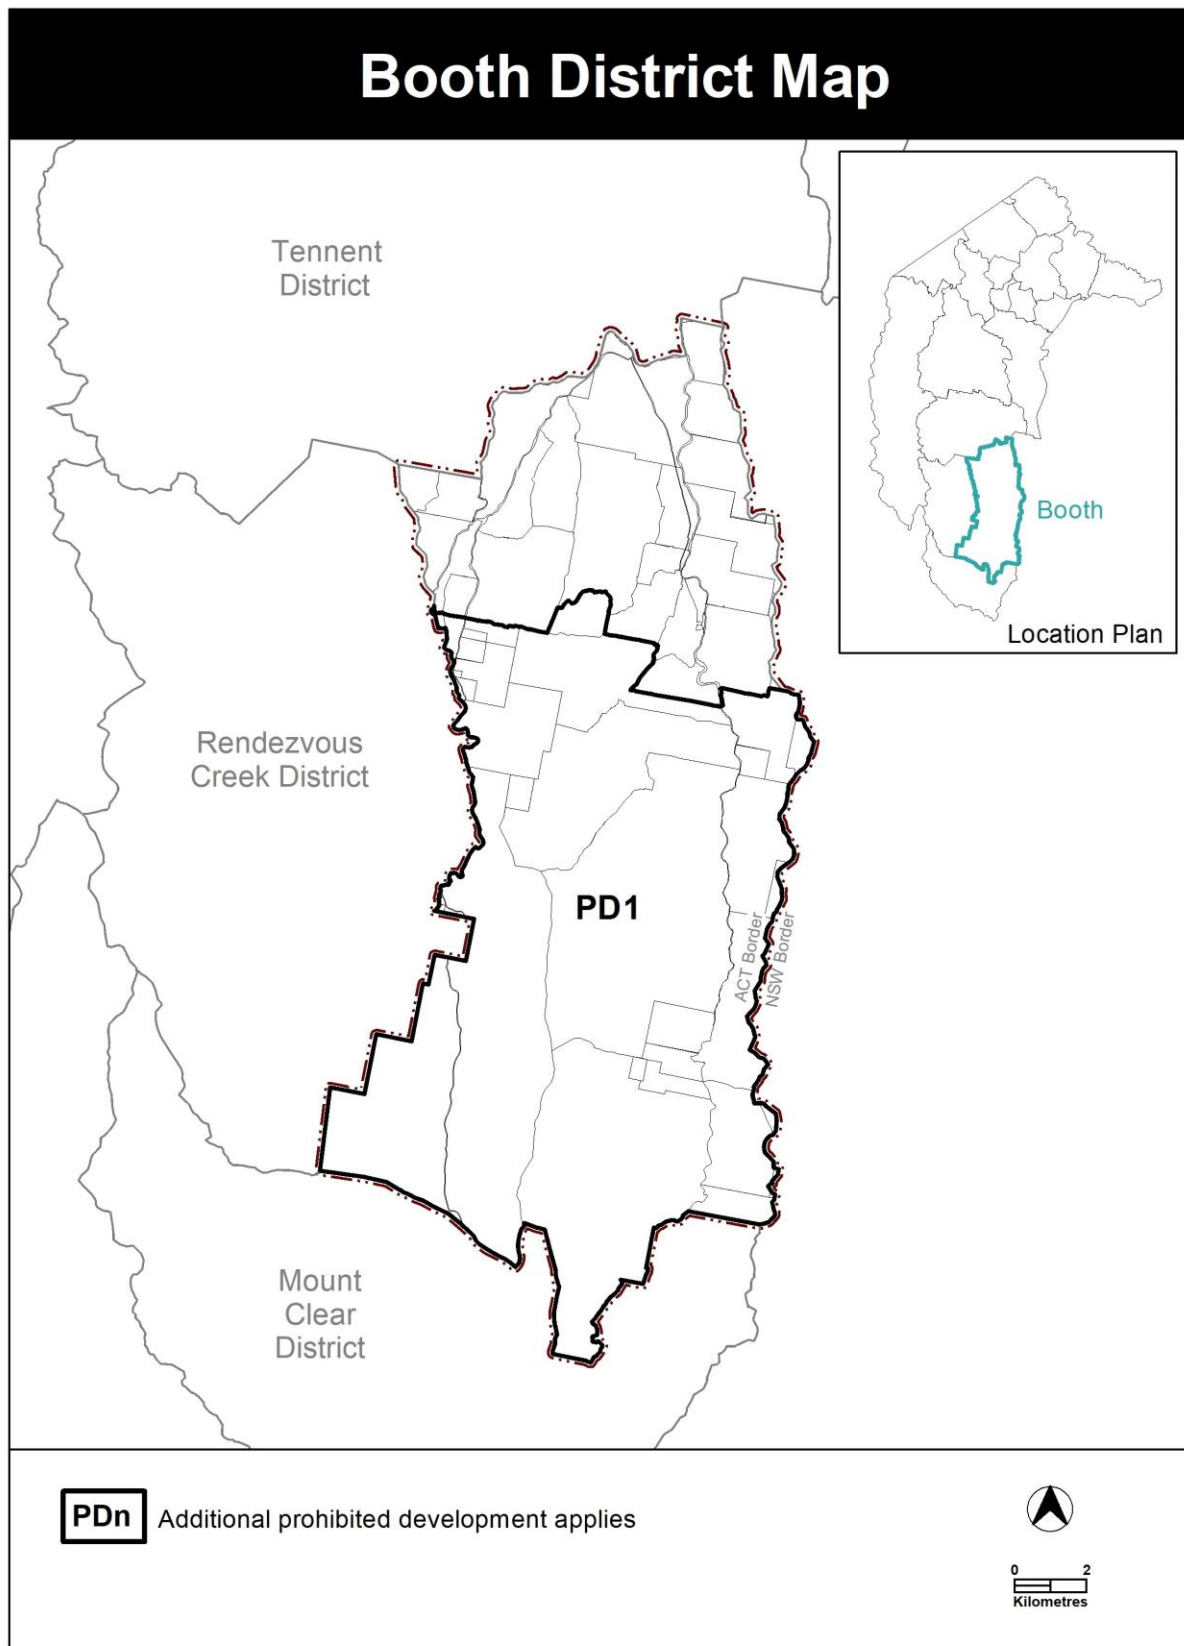 Booth District Map
Tennent
District
Booth
Location Plan
Rendezvous
Creek District
PD1
ACT Border
NSW Border
Mount
Clear
District
PDn Additional prohibited development applies
0 2
Kilometres